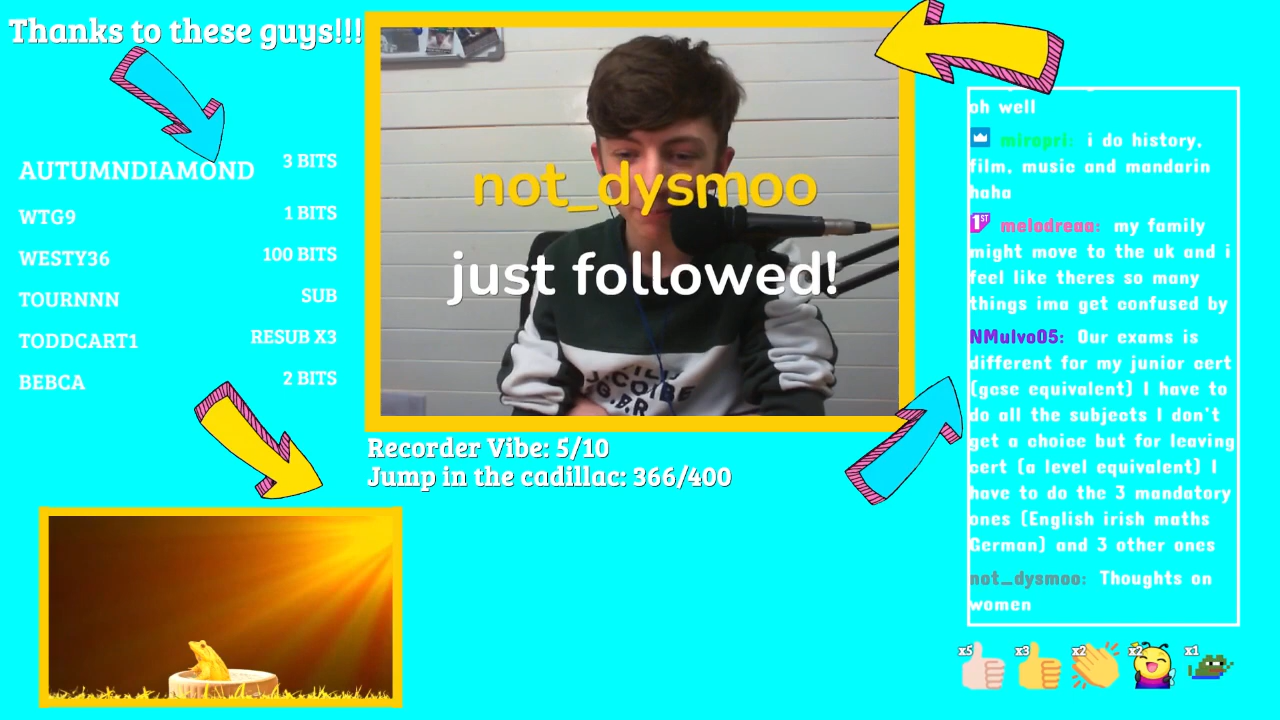 Thanks to these guys!!!
AUTUMNDIAMOND 3 BITS
WTG9 1 BITS
WESTY36 100 BITS
TOURNNN SUB
TODDCART1 RESUB X3
BEBCA 2 BITS
not_dysmoo
just followed!
Recorder Vibe: 5/10
Jump in the cadillac: 366/400
oh well
miropri: i do history,
film, music and mandarin
haha
1ST melodreaa: my family
might move to the uk and i
feel like theres so many
things ima get confused by
NMulvo05: Our exams is
different for my junior cert
(gcse equivalent) I have to
do all the subjects I don't
get a choice but for leaving
cert (a level equivalent) I
have to do the 3 mandatory
ones (English irish maths
German) and 3 other ones
not_dysmoo: Thoughts on
women
x5 x3 x2 x2 x1